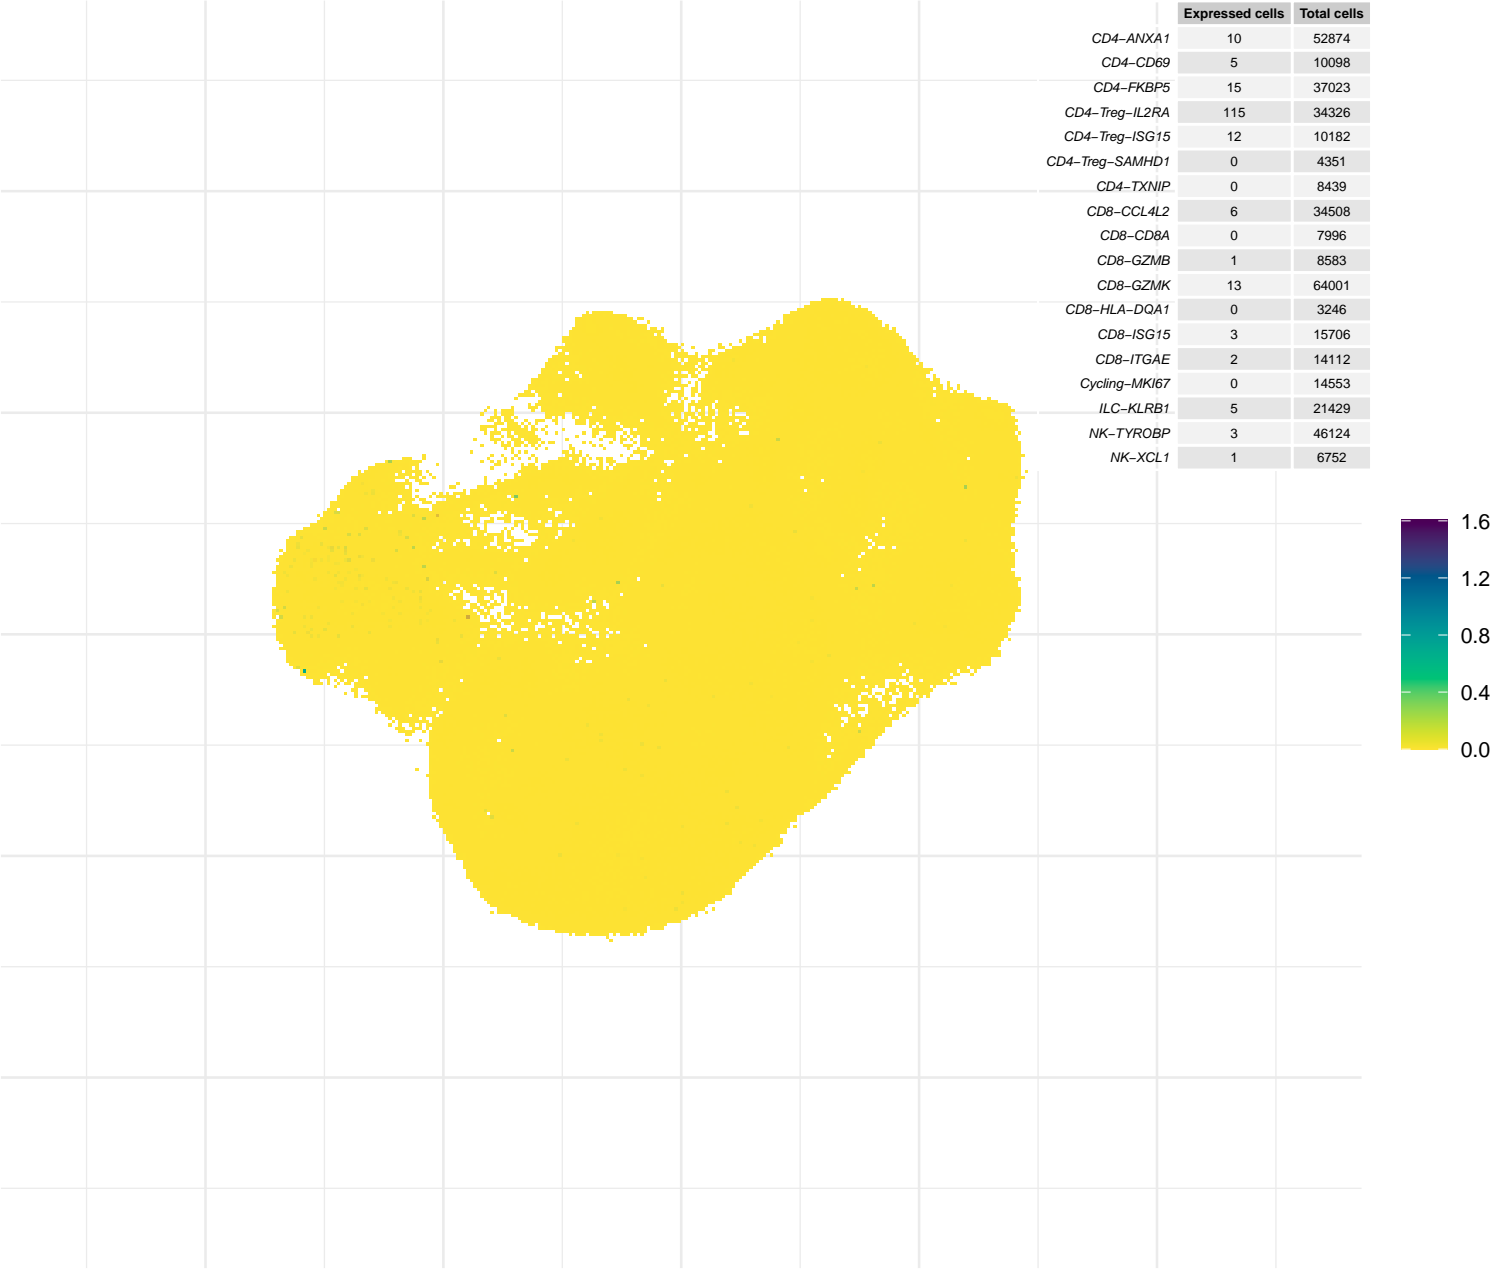 Expressed cells Total cells
CD4−ANXA1 10 52874
CD4−CD69 5 10098
CD4−FKBP5 15 37023
CD4−Treg−IL2RA 115 34326
CD4−Treg−ISG15 12 10182
CD4−Treg−SAMHD1 0 4351
CD4−TXNIP 0 8439
CD8−CCL4L2 6 34508
CD8−CD8A 0 7996
CD8−GZMB 1 8583
CD8−GZMK 13 64001
CD8−HLA−DQA1 0 3246
CD8−ISG15 3 15706
CD8−ITGAE 2 14112
Cycling−MKI67 0 14553
ILC−KLRB1 5 21429
NK−TYROBP 3 46124
NK−XCL1 1 6752
1.6
1.2
0.8
0.4
0.0